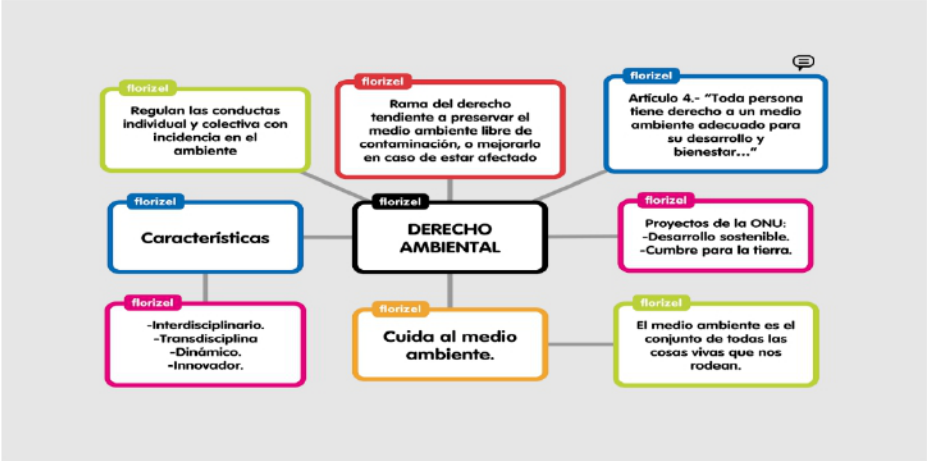 florizel
Regulan las conductas
individual y colectiva con
incidencia en el
ambiente
florizel
Rama del derecho
tendiente a preservar el
medio ambiente libre de
contaminación, o mejorarlo
en caso de estar afectado
florizel
Artículo 4.- “Toda persona
tiene derecho a un medio
ambiente adecuado para
su desarrollo y
bienestar...”
florizel
Características
florizel
DERECHO
AMBIENTAL
florizel
Proyectos de la ONU:
-Desarrollo sostenible.
-Cumbre para la tierra.
florizel
-Interdisciplinario.
-Transdisciplina
-Dinámico.
-Innovador.
florizel
Cuida al medio
ambiente.
florizel
El medio ambiente es el
conjunto de todas las
cosas vivas que nos
rodean.